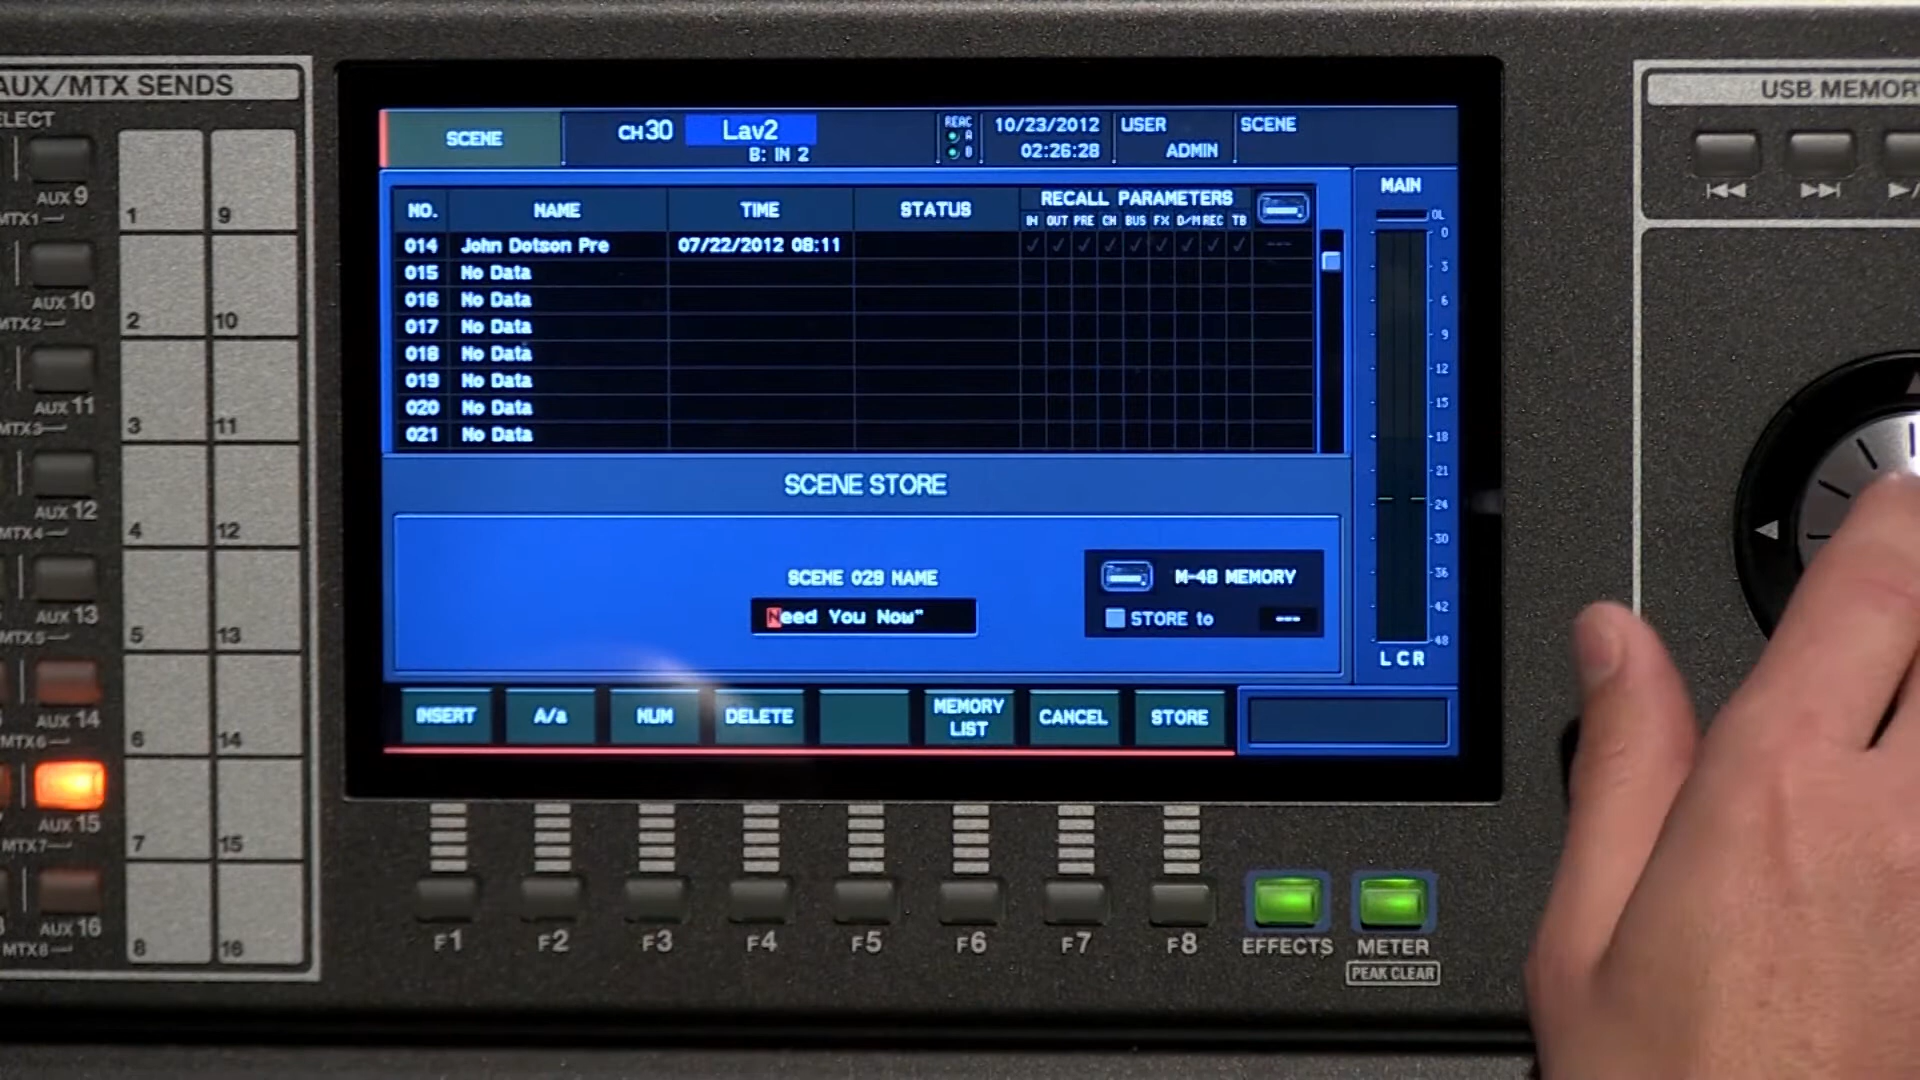 AUX/MTX SENDS
USB MEMOR
ELECT
SCENE
CH30
Lav2
B: IN 2
REAC
A
B
10/23/2012
02:26:28
USER
ADMIN
SCENE
NO.
NAME
TIME
STATUS
RECALL PARAMETERS
IN OUT PRE CH BUS FX D/M REC TB
014 John Dotson Pre 07/22/2012 08:11 ---
015 No Data
016 No Data
017 No Data
018 No Data
019 No Data
020 No Data
021 No Data
MAIN
OL
0
3
6
9
12
15
18
21
24
30
36
42
48
L C R
SCENE STORE
SCENE 029 NAME
Need You Now"
M-48 MEMORY
STORE to ---
INSERT
A/a
NUM
DELETE
MEMORY
LIST
CANCEL
STORE
F1
F2
F3
F4
F5
F6
F7
F8
EFFECTS
METER
PEAK CLEAR
AUX 9
MTX1
AUX 10
MTX2
AUX 11
MTX3
AUX 12
MTX4
AUX 13
MTX5
AUX 14
MTX6
AUX 15
MTX7
AUX 16
MTX8
1 9
2 10
3 11
4 12
5 13
6 14
7 15
8 16